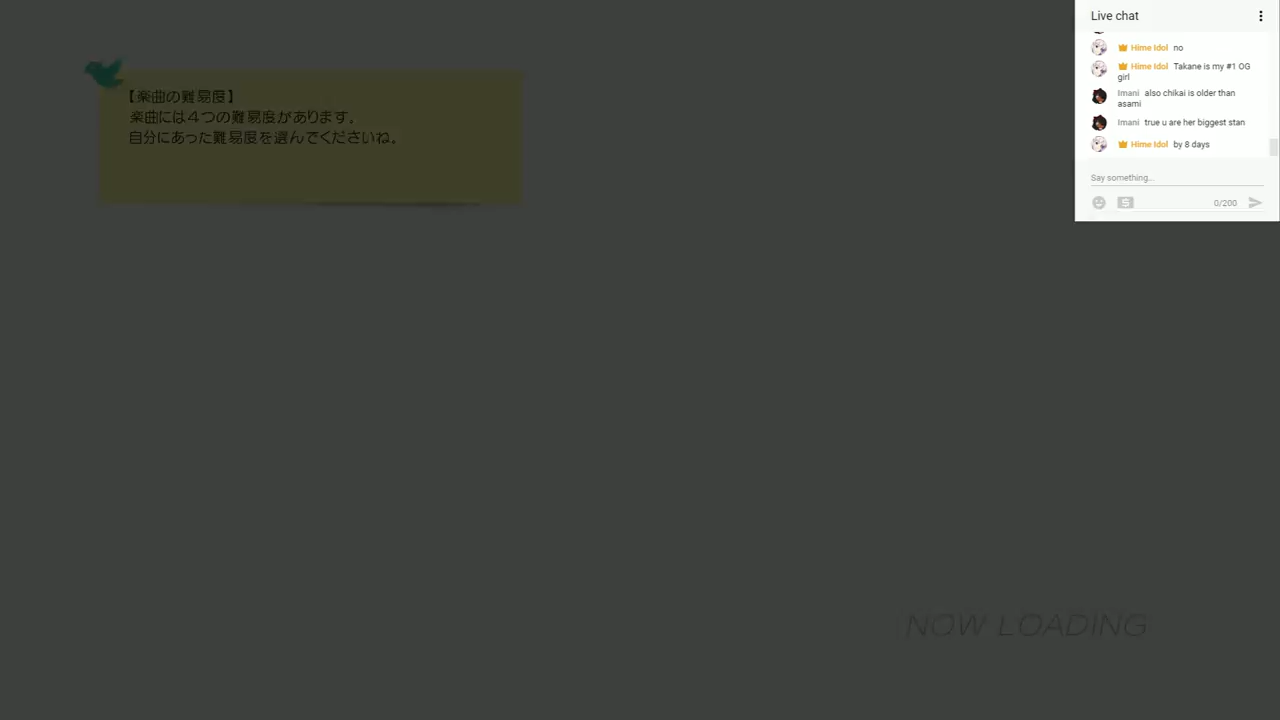 【楽曲の難易度】
楽曲には4つの難易度があります。
自分にあった難易度を選んでくださいね。
NOW LOADING
Live chat
Hime Idol no
Hime Idol Takane is my #1 OG
girl
Imani also chikai is older than
asami
Imani true u are her biggest stan
Hime Idol by 8 days
Say something...
0/200